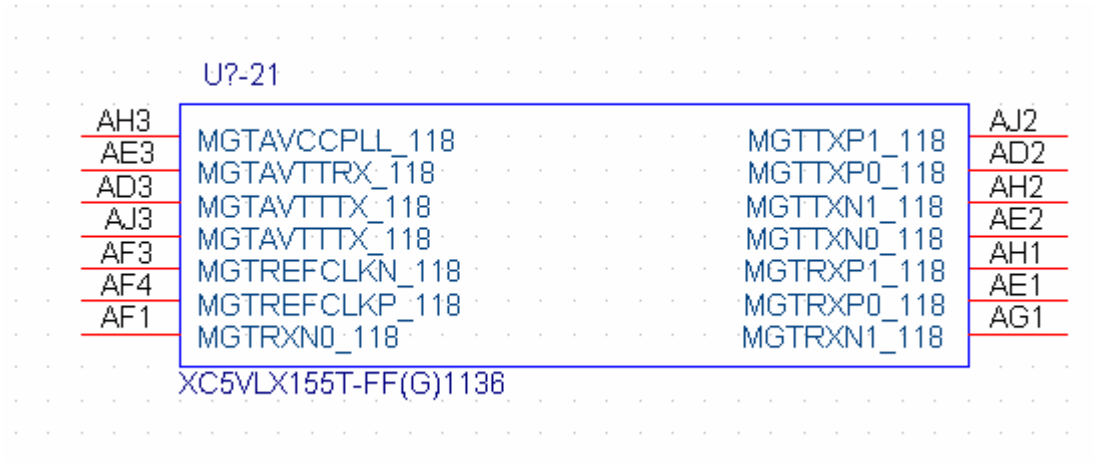 U?-21
AH3 MGTAVCCPLL_118 MGTTXP1_118 AJ2
AE3 MGTAVTTRX_118 MGTTXP0_118 AD2
AD3 MGTAVTTTX_118 MGTTXN1_118 AH2
AJ3 MGTAVTTTX_118 MGTTXN0_118 AE2
AF3 MGTREFCLKN_118 MGTRXP1_118 AH1
AF4 MGTREFCLKP_118 MGTRXP0_118 AE1
AF1 MGTRXN0_118 MGTRXN1_118 AG1
XC5VLX155T-FF(G)1136